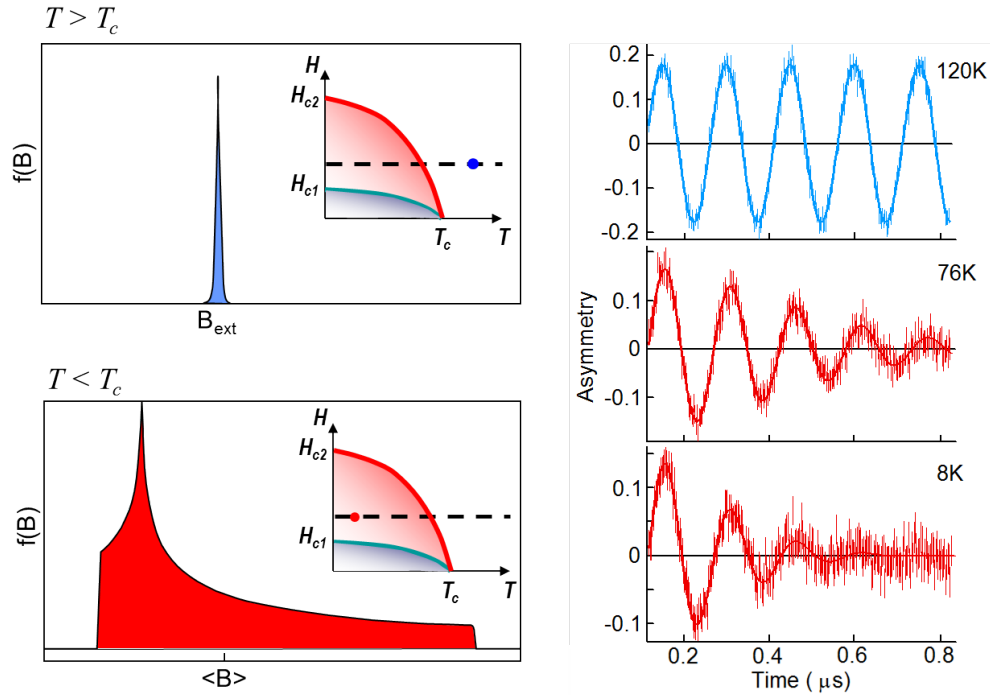 T > Tc
f(B)
Bext
H
Hc2
Hc1
Tc
T
T < Tc
f(B)
<B>
H
Hc2
Hc1
Tc
T
0.2
0.1
0
-0.1
-0.2
120K
0.1
0
-0.1
76K
Asymmetry
0.1
0
-0.1
8K
0.2
0.4
0.6
0.8
Time ( μs)